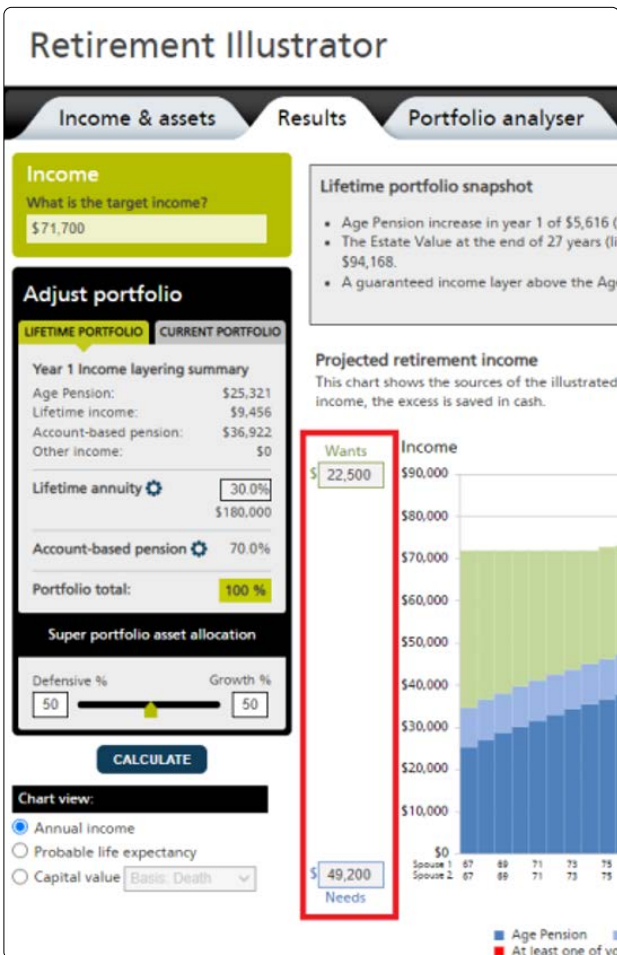 Retirement Illustrator
Income & assets
Results
Portfolio analyser
Income
What is the target income?
$71,700
Adjust portfolio
LIFETIME PORTFOLIO
CURRENT PORTFOLIO
Year 1 Income layering summary
Age Pension: $25,321
Lifetime income: $9,456
Account-based pension: $36,922
Other income: $0
Lifetime annuity 30.0%
$180,000
Account-based pension 70.0%
Portfolio total: 100 %
Super portfolio asset allocation
Defensive % Growth %
50 50
CALCULATE
Chart view:
Annual income
Probable life expectancy
Capital value Basis: Death
Lifetime portfolio snapshot
• Age Pension increase in year 1 of $5,616 (
• The Estate Value at the end of 27 years (li
$94,168.
• A guaranteed income layer above the Ag
Projected retirement income
This chart shows the sources of the illustrated
income, the excess is saved in cash.
Wants
$ 22,500
Income
$90,000
$80,000
$70,000
$60,000
$50,000
$40,000
$30,000
$20,000
$10,000
$0
Spouse 1 67 69 71 73 75
Spouse 2 67 69 71 73 75
$ 49,200
Needs
Age Pension
At least one of yo